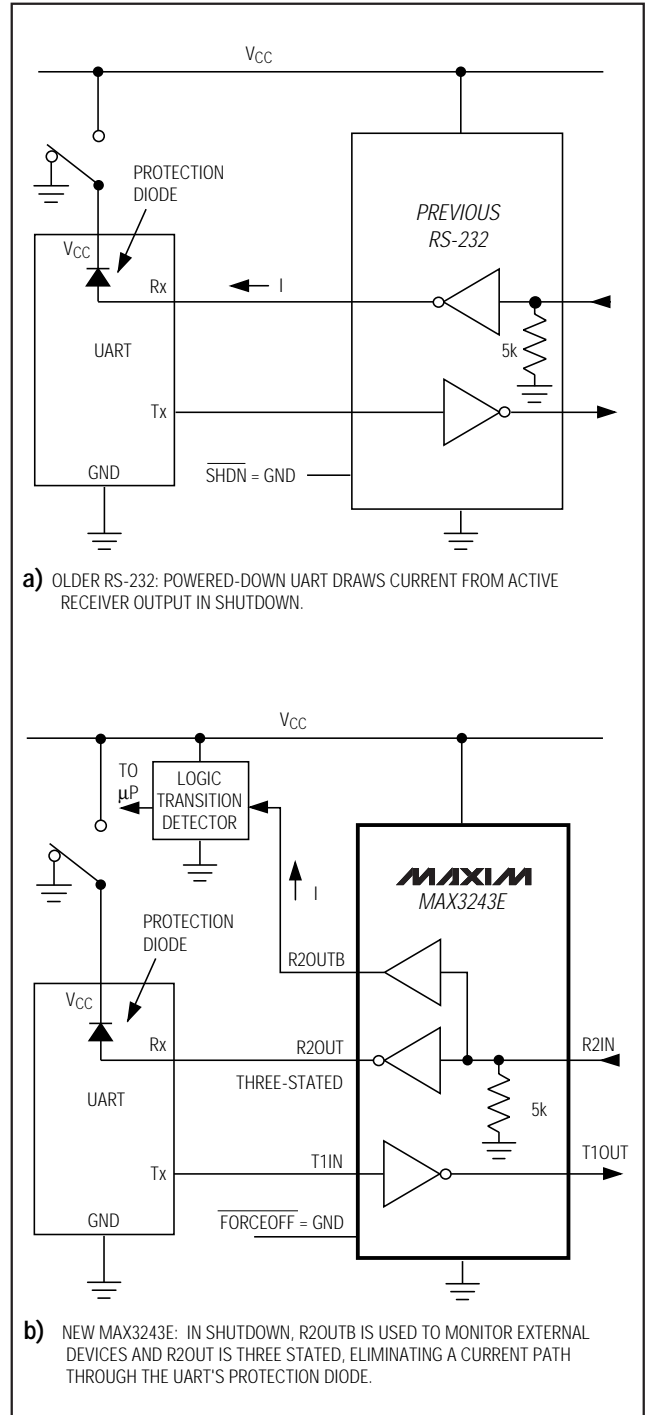 VCC
PROTECTION
DIODE
VCC
Rx
UART
Tx
GND
I
PREVIOUS
RS-232
5k
SHDN = GND
a) OLDER RS-232: POWERED-DOWN UART DRAWS CURRENT FROM ACTIVE
RECEIVER OUTPUT IN SHUTDOWN.
VCC
TO
μP
LOGIC
TRANSITION
DETECTOR
I
PROTECTION
DIODE
VCC
Rx
UART
Tx
GND
MAXIM
MAX3243E
R2OUTB
R2OUT
THREE-STATED
R2IN
5k
T1IN
T1OUT
FORCEOFF = GND
b) NEW MAX3243E: IN SHUTDOWN, R2OUTB IS USED TO MONITOR EXTERNAL
DEVICES AND R2OUT IS THREE STATED, ELIMINATING A CURRENT PATH
THROUGH THE UART'S PROTECTION DIODE.